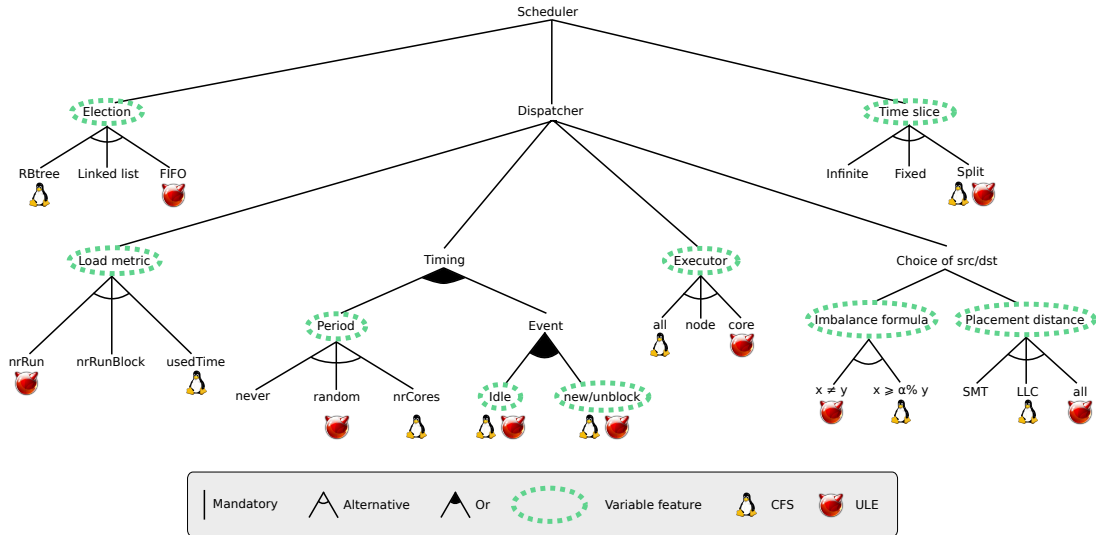 Scheduler
Election
Dispatcher
Time slice
RBtree
Linked list
FIFO
Infinite
Fixed
Split
Load metric
Timing
Executor
Choice of src/dst
Period
Event
all
node
core
Imbalance formula
Placement distance
nrRun
nrRunBlock
usedTime
never
random
nrCores
Idle
new/unblock
x ≠ y
x ⩾ α% y
SMT
LLC
all
Mandatory
Alternative
Or
Variable feature
CFS
ULE